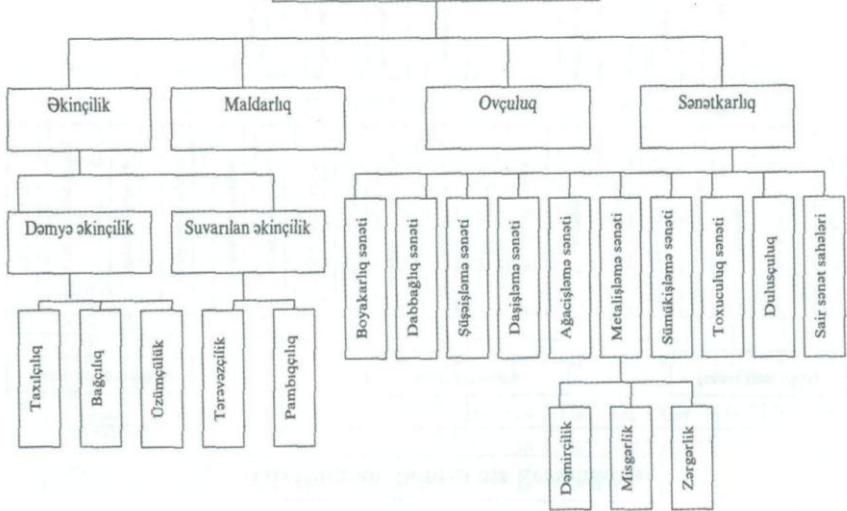 Əkinçilik
Maldarlıq
Ovçuluq
Sənətkarlıq
Dəmyə əkinçilik
Suvarılan əkinçilik
Boyakarlıq sənəti
Dabbağlıq sənəti
Şüşəişləmə sənəti
Daşişləmə sənəti
Ağacişləmə sənəti
Metalişləmə sənəti
Sümükişləmə sənəti
Toxuculuq sənəti
Dulusçuluq
Sair sənət sahələri
Taxılçılıq
Bağçılıq
Üzümçülük
Tərəvəzçilik
Pambıqçılıq
Dəmirçilik
Misgərlik
Zərgərlik